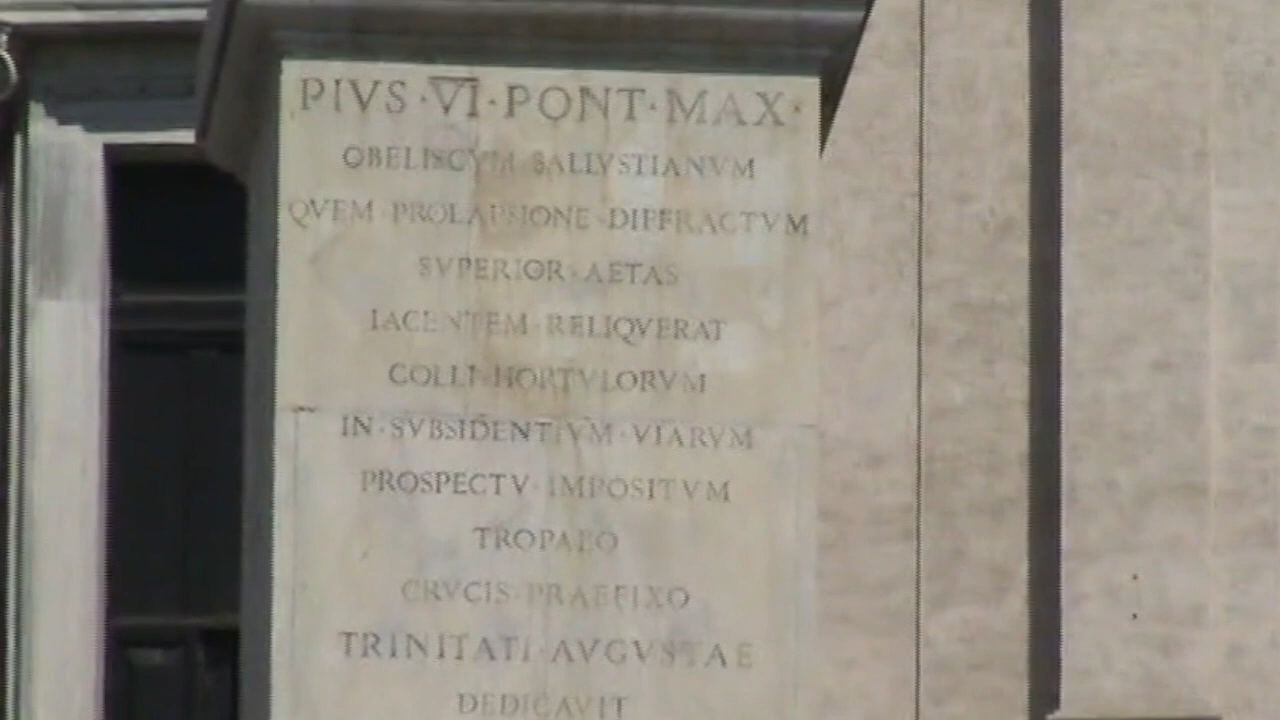 PIVS · VI · PONT · MAX ·
OBELISCVM · SALLVSTIANVM
QVEM · PROLAPSIONE · DIFFRACTVM
SVPERIOR · AETAS
IACENTEM · RELIQVERAT
COLLI · HORTVLORVM
IN · SVBSIDENTIVM · VIARVM
PROSPECTV · IMPOSITVM
TROPAEO
CRVCIS · PRAEFIXO
TRINITATI · AVGVSTAE
DEDICAVIT